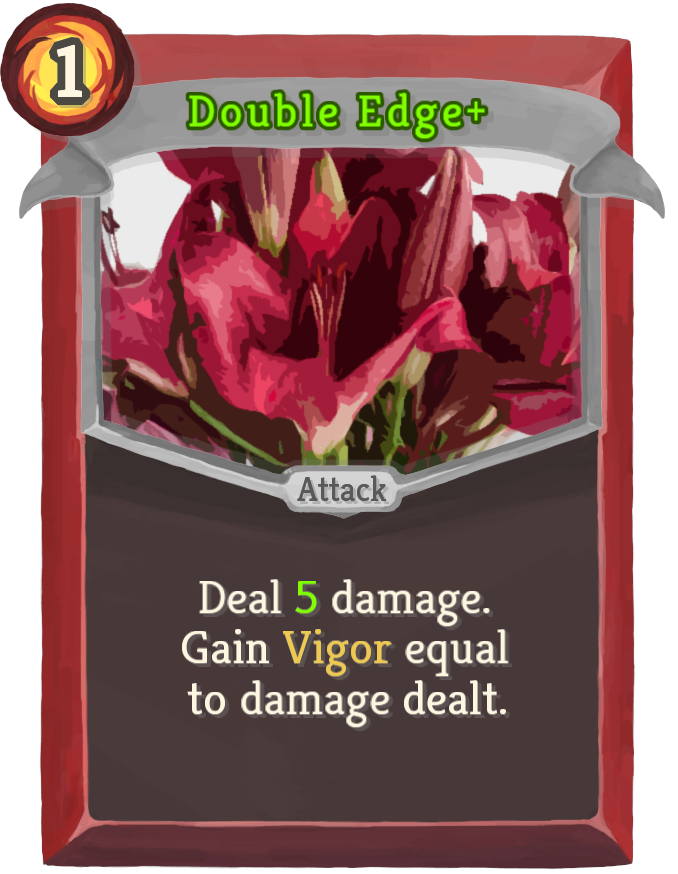 1
Double Edge+
Attack
Deal 5 damage.
Gain Vigor equal
to damage dealt.